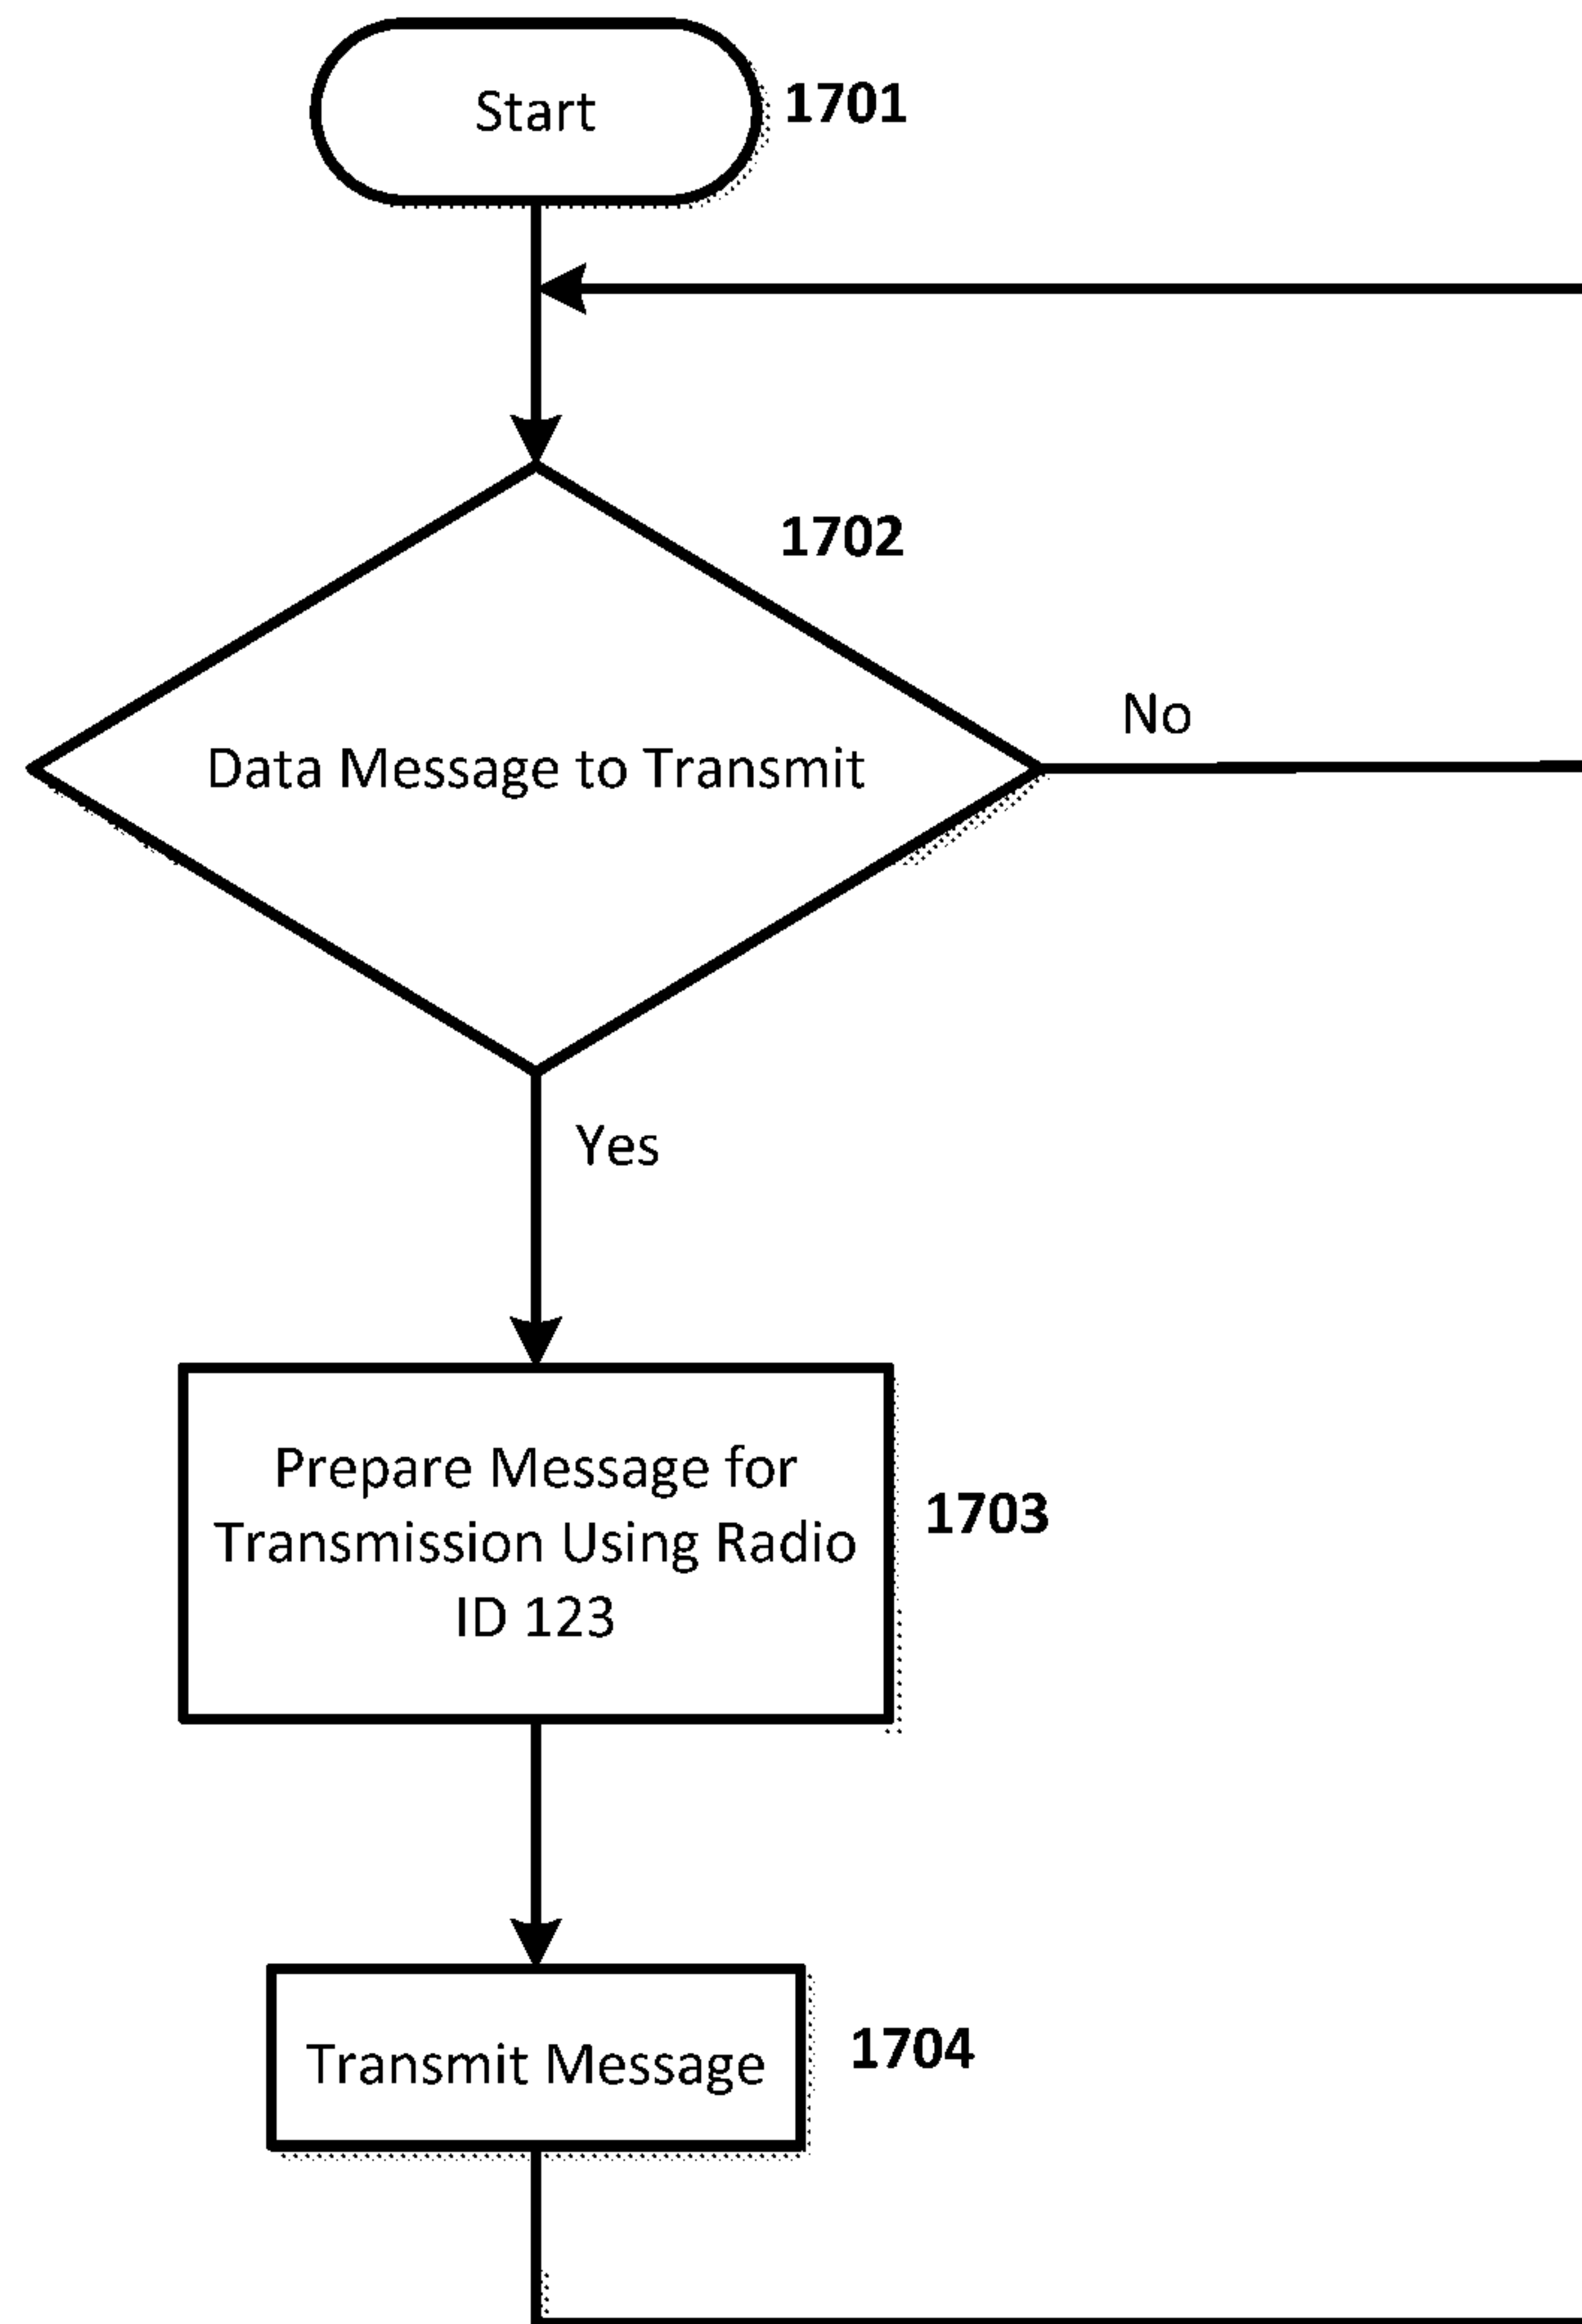 Start
1701
1702
No
Data Message to Transmit
Yes
Prepare Message for
Transmission Using Radio
ID 123
1703
Transmit Message
1704